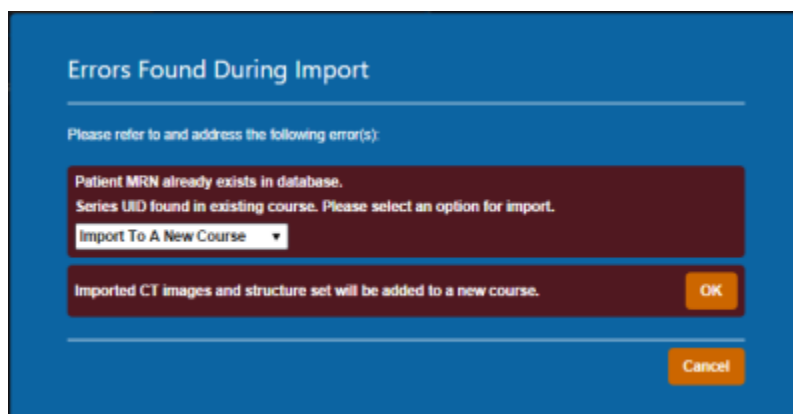 Errors Found During Import
Please refer to and address the following error(s):
Patient MRN already exists in database.
Series UID found in existing course. Please select an option for import.
Import To A New Course
Imported CT images and structure set will be added to a new course.
OK
Cancel